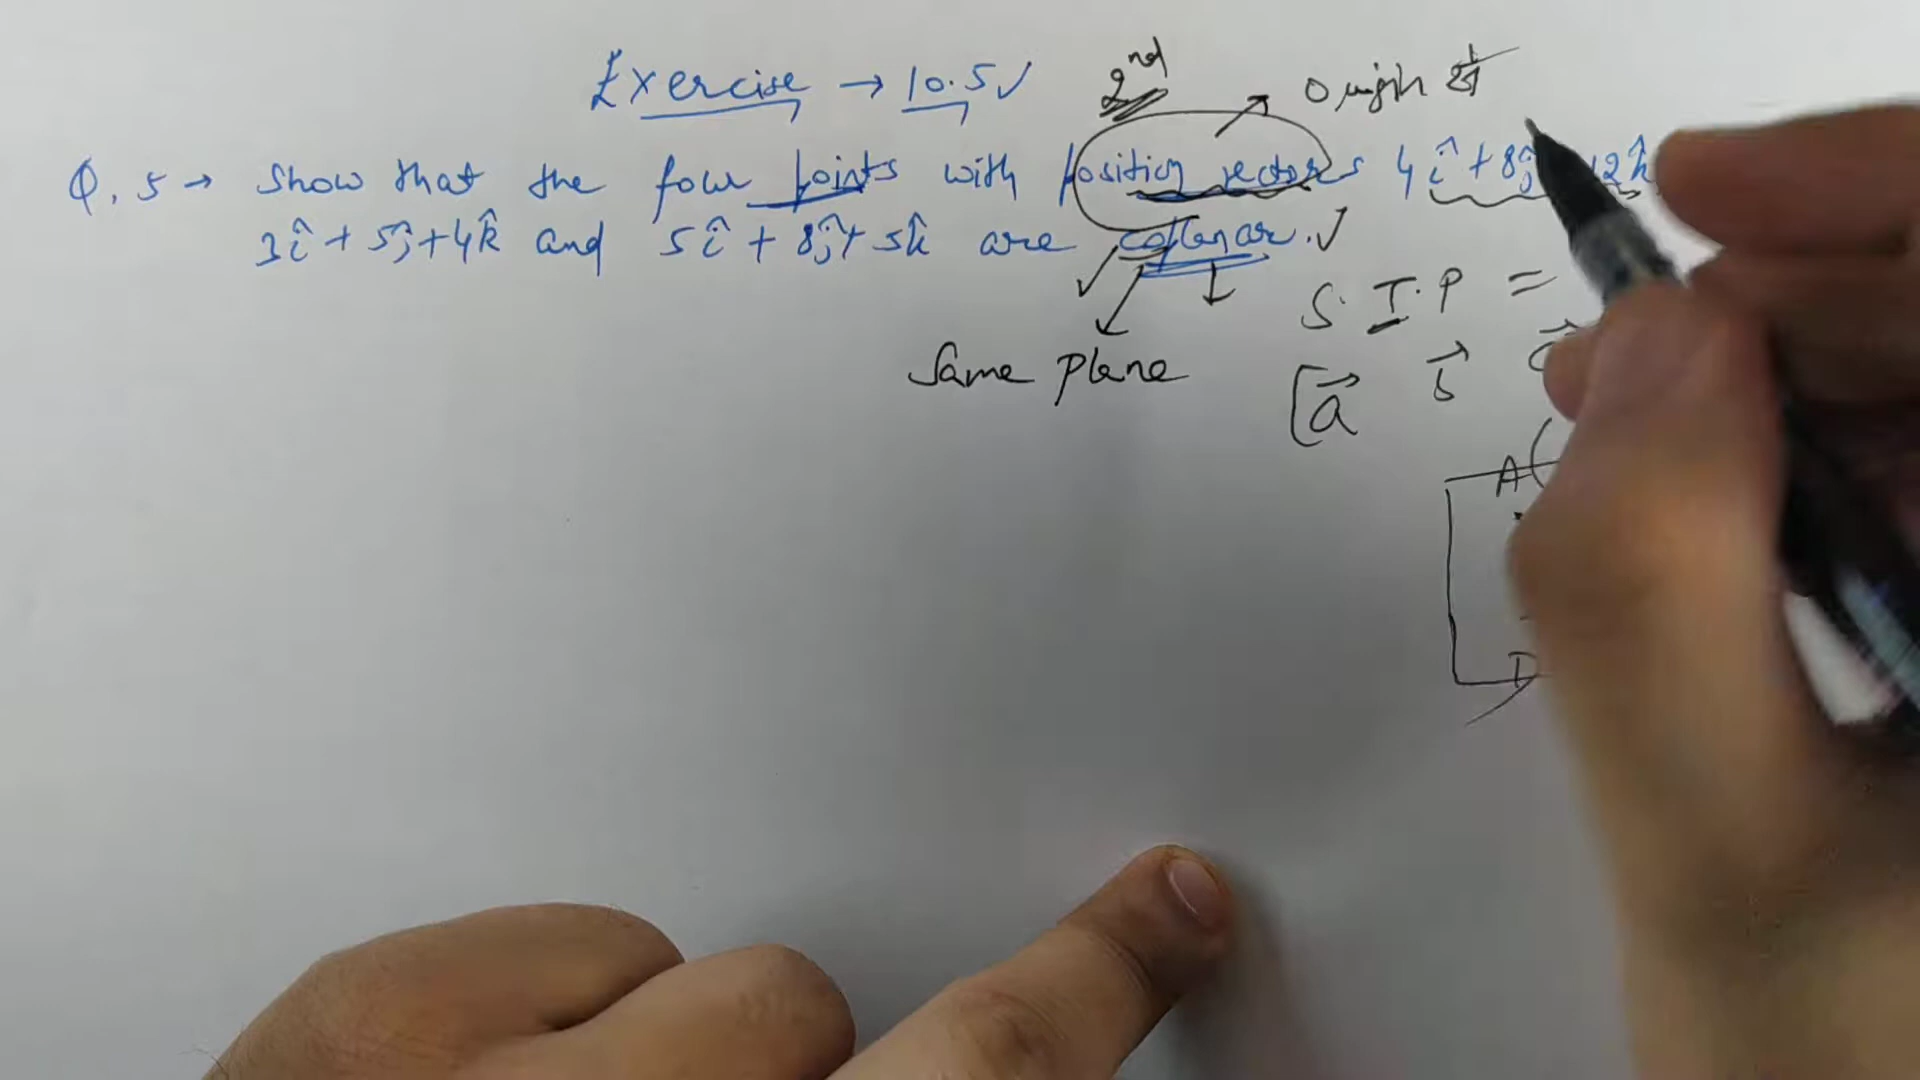 Exercise → 10.5 ✓
2nd
Origin
Q. 5 → Show that the four points with position vectors 4î + 8ĵ 12k̂
3î + 5ĵ + 4k̂ and 5î + 8ĵ + 5k̂ are coplanar. ✓
Same plane
S. T. P =
[a⃗ b⃗
A (
D